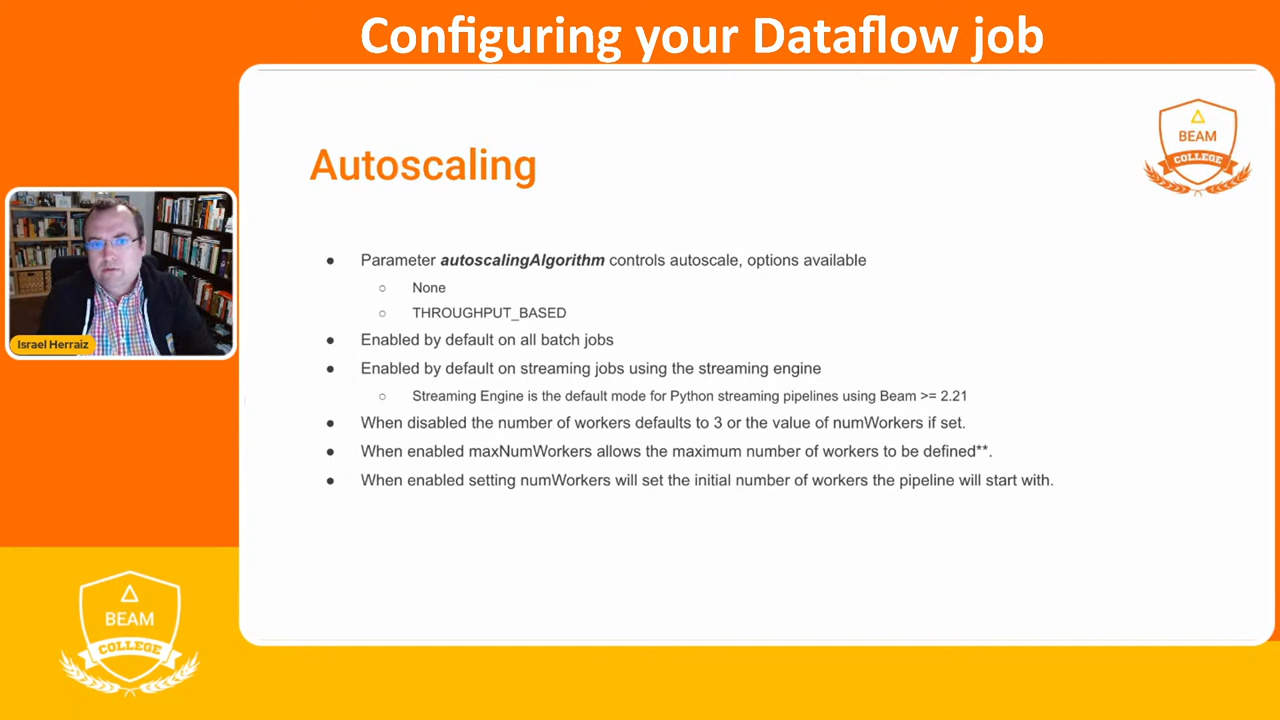 Configuring your Dataflow job
BEAM
COLLEGE
Autoscaling
Israel Herraiz
● Parameter autoscalingAlgorithm controls autoscale, options available
○ None
○ THROUGHPUT_BASED
● Enabled by default on all batch jobs
● Enabled by default on streaming jobs using the streaming engine
○ Streaming Engine is the default mode for Python streaming pipelines using Beam >= 2.21
● When disabled the number of workers defaults to 3 or the value of numWorkers if set.
● When enabled maxNumWorkers allows the maximum number of workers to be defined**.
● When enabled setting numWorkers will set the initial number of workers the pipeline will start with.
BEAM
COLLEGE